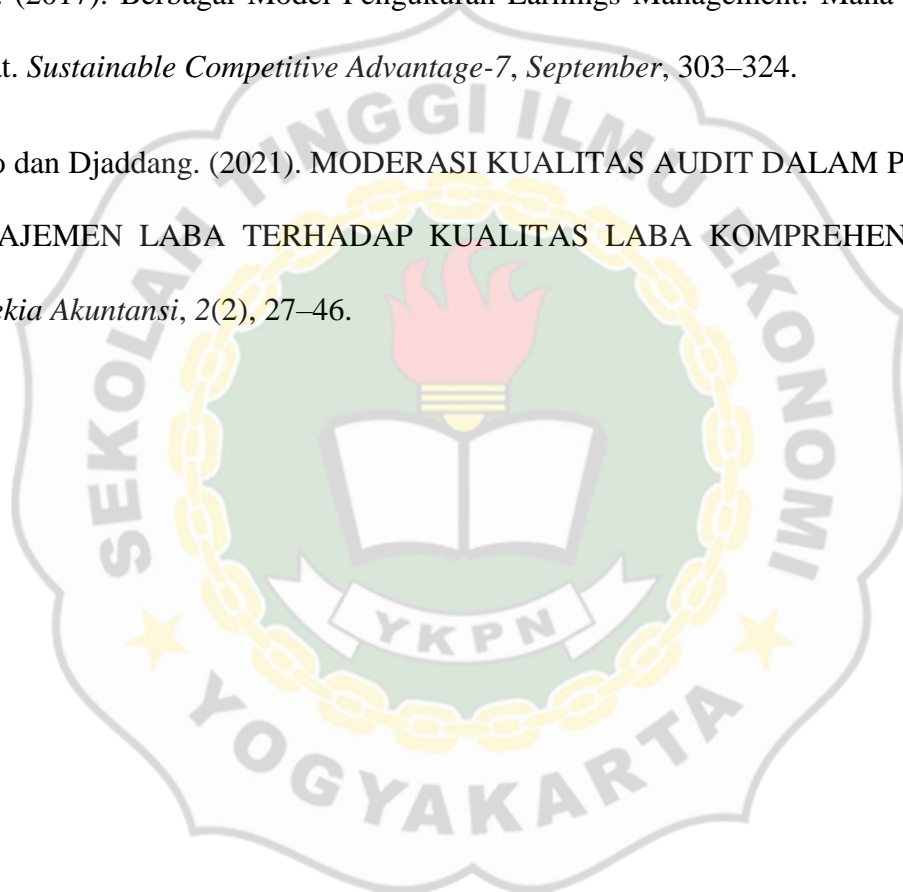 . (2017). Berbagai Model Pengukuran Earnings Management: Mana
at. Sustainable Competitive Advantage-7, September, 303–324.
o dan Djaddang. (2021). MODERASI KUALITAS AUDIT DALAM P
AJEMEN LABA TERHADAP KUALITAS LABA KOMPREHEN
ekia Akuntansi, 2(2), 27–46.
SEKOLAH TINGGI ILMU EKONOMI
YKPN
YOGYAKARTA